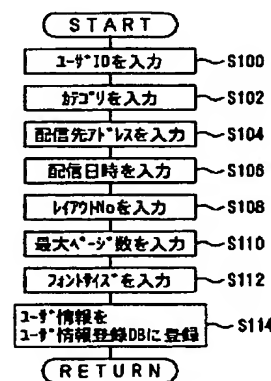 START
ユーザIDを入力
S100
カテゴリを入力
S102
配信先アドレスを入力
S104
配信日時を入力
S106
レイアウトNoを入力
S108
最大ページ数を入力
S110
フォントサイズを入力
S112
ユーザ情報を
ユーザ情報登録DBに登録
S114
RETURN